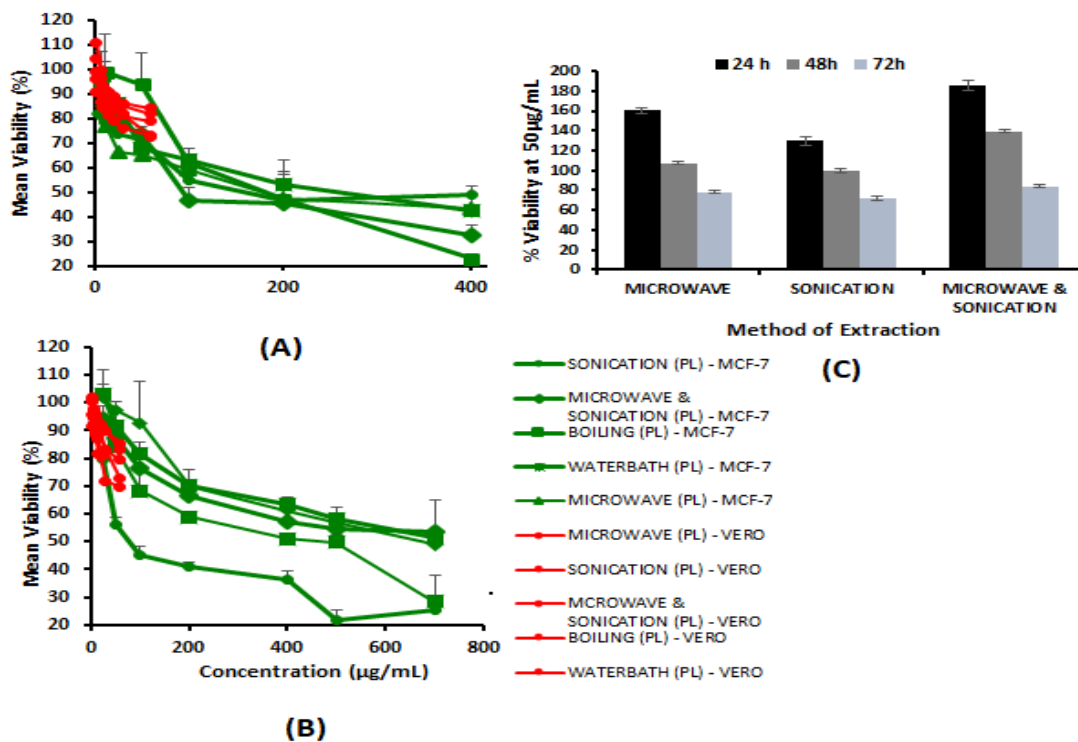 120
110
100
90
80
70
60
50
40
30
20
Mean Viability (%)
0
200
400
(A)
24 h
48h
72h
200
180
160
140
120
100
80
60
40
20
0
% Viability at 50µg/mL
MICROWAVE
SONICATION
MICROWAVE &
SONICATION
Method of Extraction
(C)
120
110
100
90
80
70
60
50
40
30
20
Mean Viability (%)
0
200
400
600
800
Concentration (µg/mL)
(B)
SONICATION (PL) - MCF-7
MICROWAVE &
SONICATION (PL) - MCF-7
BOILING (PL) - MCF-7
WATERBATH (PL) - MCF-7
MICROWAVE (PL) - MCF-7
MICROWAVE (PL) - VERO
SONICATION (PL) - VERO
MCROWAVE &
SONICATION (PL) - VERO
BOILING (PL) - VERO
WATERBATH (PL) - VERO